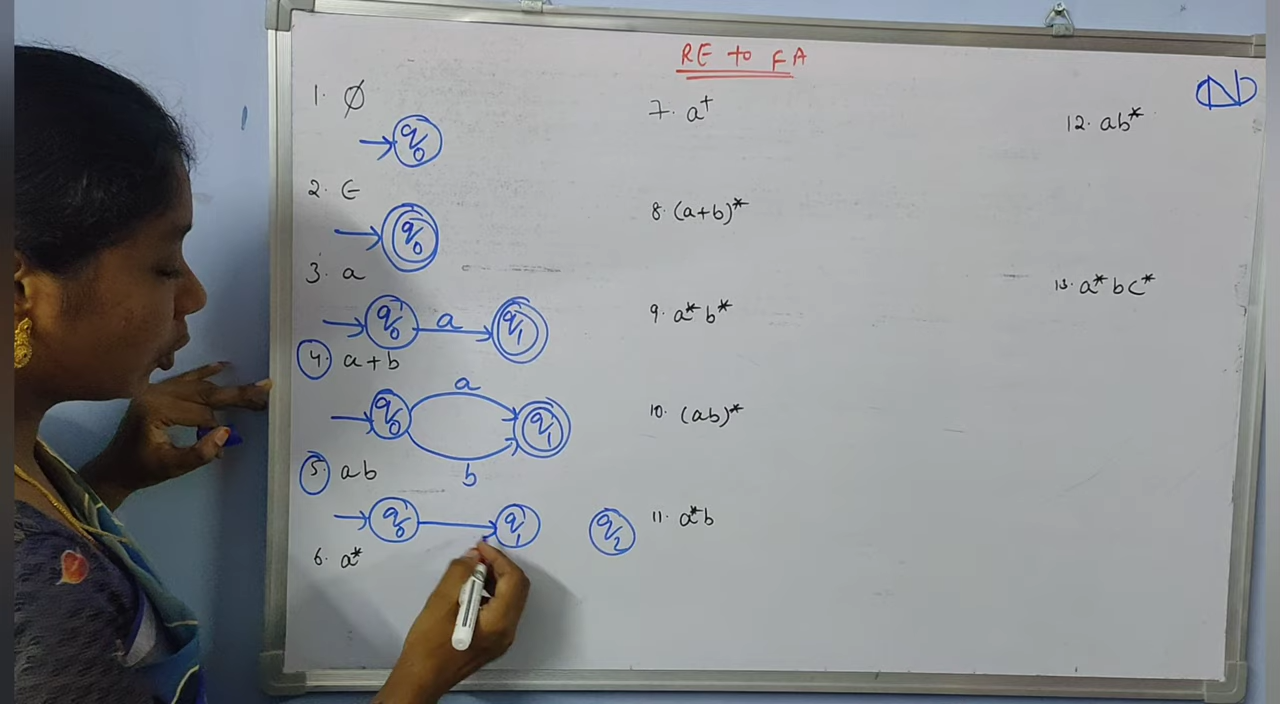 RE to FA
1. ∅
q0
2. ∈
q0
3. a
q0 a q1
4. a+b
a
q0 q1
b
5. ab
q0 q1 q2
6. a*
7. a⁺
8. (a+b)*
9. a*b*
10. (ab)*
11. a*b
12. ab*
13. a*bc*